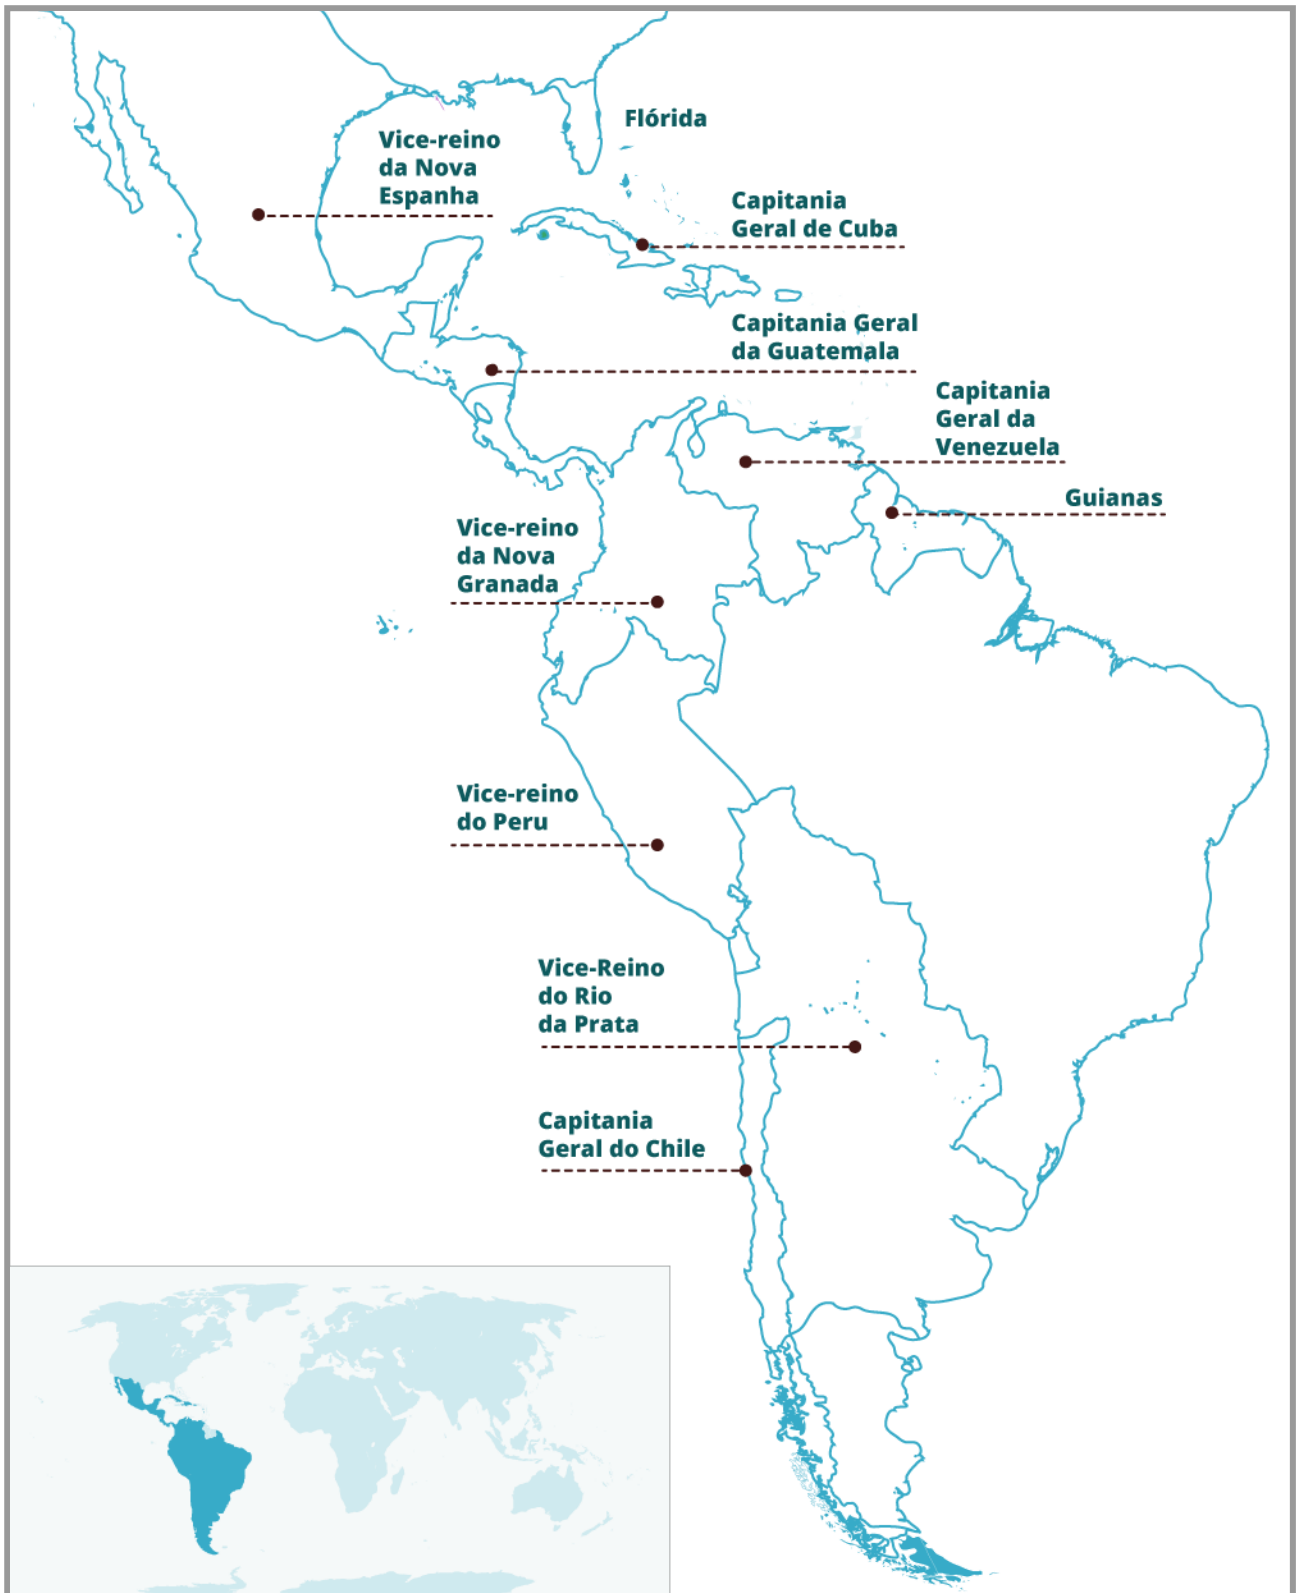 Flórida
Vice-reino
da Nova
Espanha
Capitania
Geral de Cuba
Capitania Geral
da Guatemala
Capitania
Geral da
Venezuela
Guianas
Vice-reino
da Nova
Granada
Vice-reino
do Peru
Vice-Reino
do Rio
da Prata
Capitania
Geral do Chile